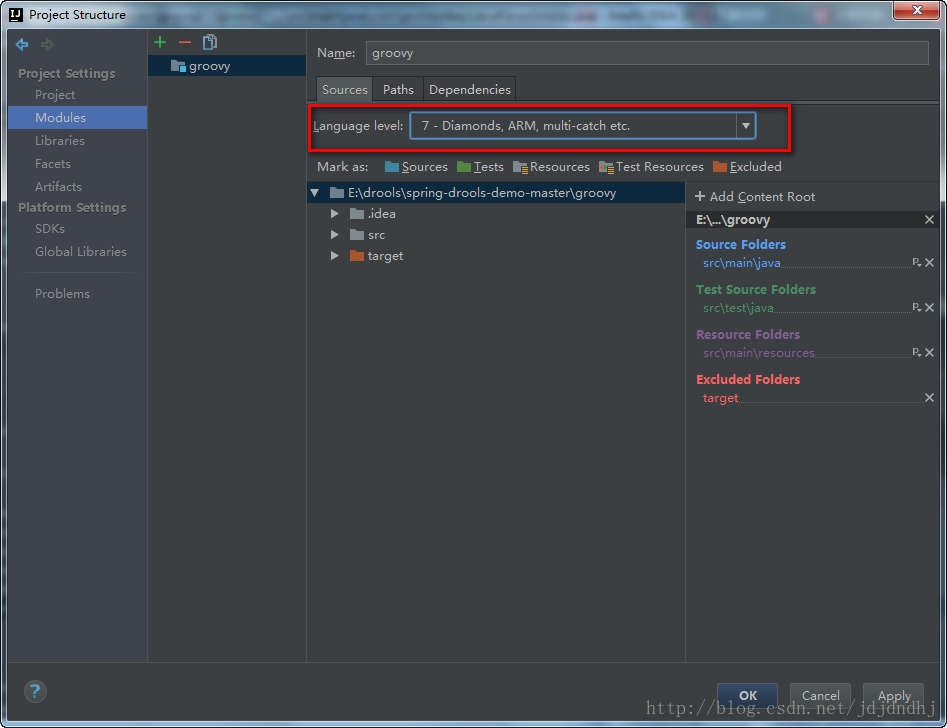 Project Structure
Project Settings
Project
Modules
Libraries
Facets
Artifacts
Platform Settings
SDKs
Global Libraries
Problems
groovy
Name: groovy
Sources Paths Dependencies
Language level: 7 - Diamonds, ARM, multi-catch etc.
Mark as: Sources Tests Resources Test Resources Excluded
E:\drools\spring-drools-demo-master\groovy
.idea
src
target
+ Add Content Root
E:\...\groovy
Source Folders
src\main\java
Test Source Folders
src\test\java
Resource Folders
src\main\resources
Excluded Folders
target
?
OK Cancel Apply
http://blog.csdn.net/jdjdndhj